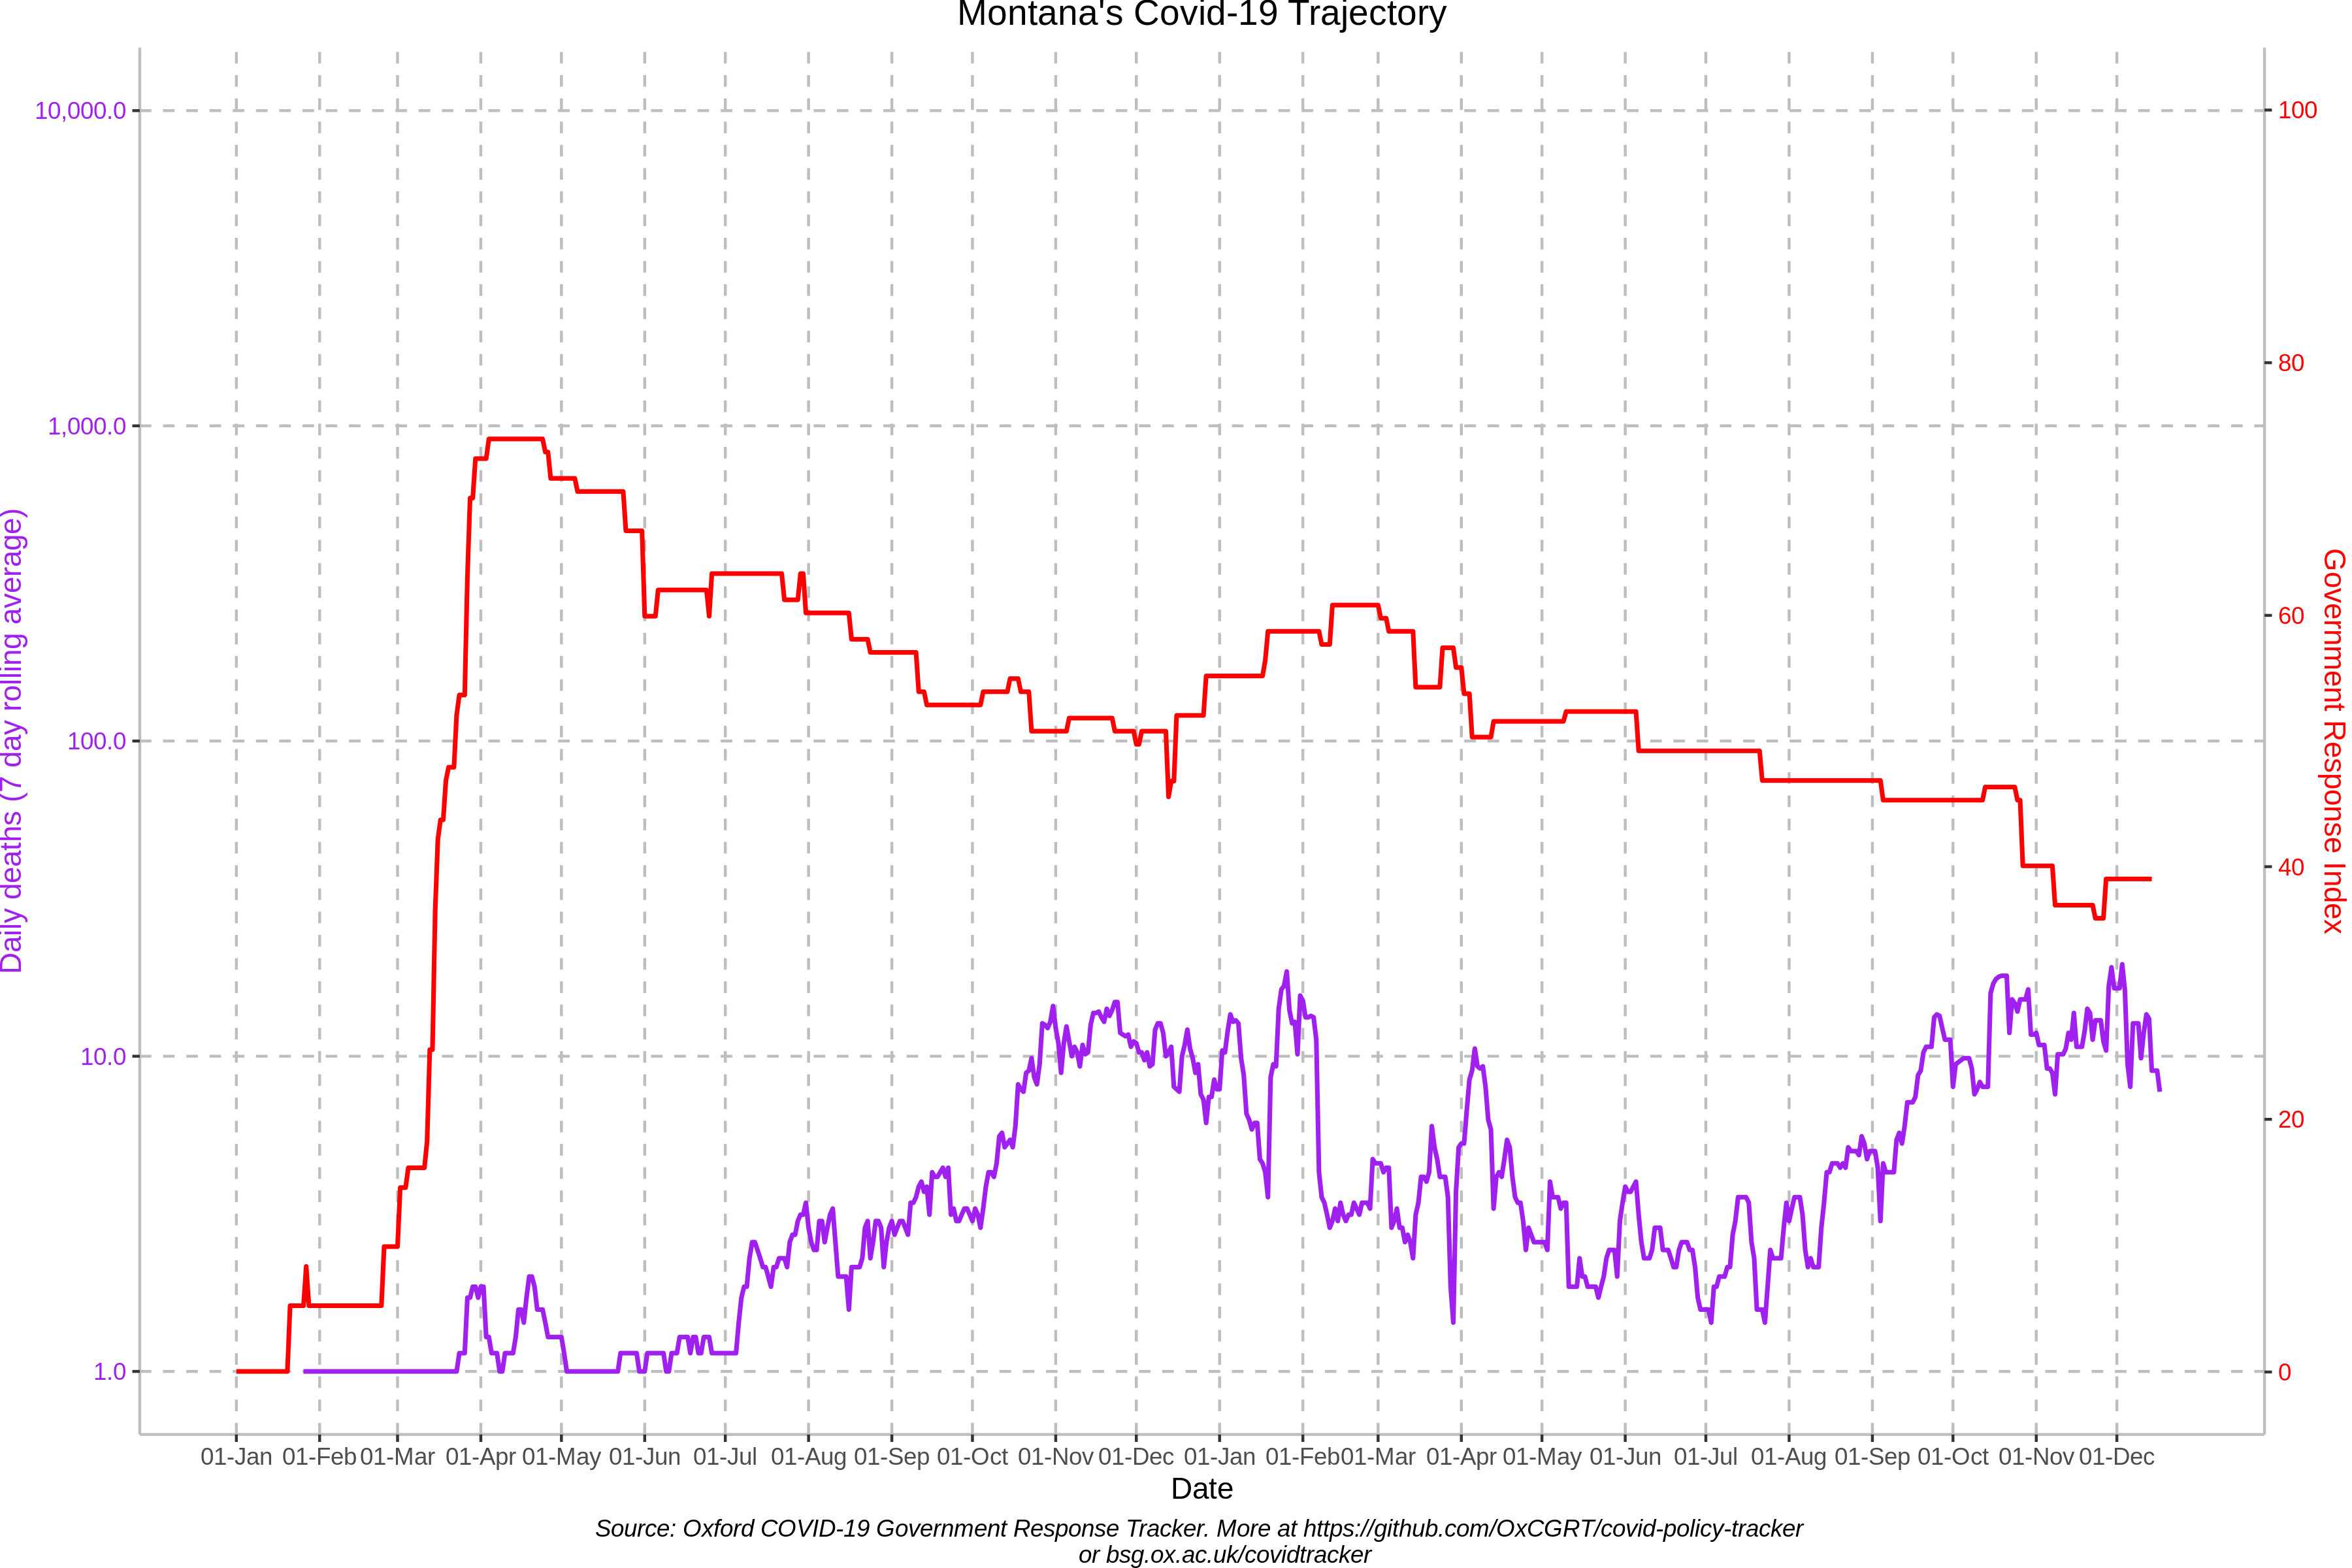 Montana's Covid-19 Trajectory
10,000.0
1,000.0
100.0
10.0
1.0
Daily deaths (7 day rolling average)
100
80
60
40
20
0
Government Response Index
01-Jan 01-Feb 01-Mar 01-Apr 01-May 01-Jun 01-Jul 01-Aug 01-Sep 01-Oct 01-Nov 01-Dec 01-Jan 01-Feb 01-Mar 01-Apr 01-May 01-Jun 01-Jul 01-Aug 01-Sep 01-Oct 01-Nov 01-Dec
Date
Source: Oxford COVID-19 Government Response Tracker. More at https://github.com/OxCGRT/covid-policy-tracker
or bsg.ox.ac.uk/covidtracker